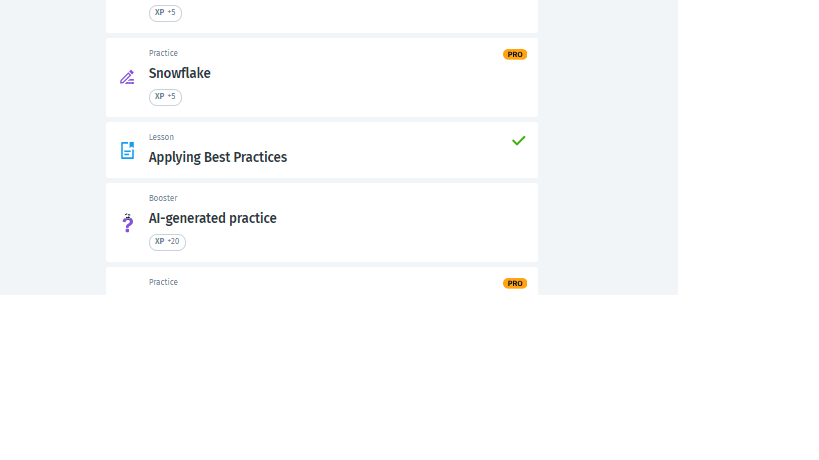 XP +5
Practice
PRO
Snowflake
XP +5
Lesson
Applying Best Practices
Booster
AI-generated practice
XP +20
Practice
PRO